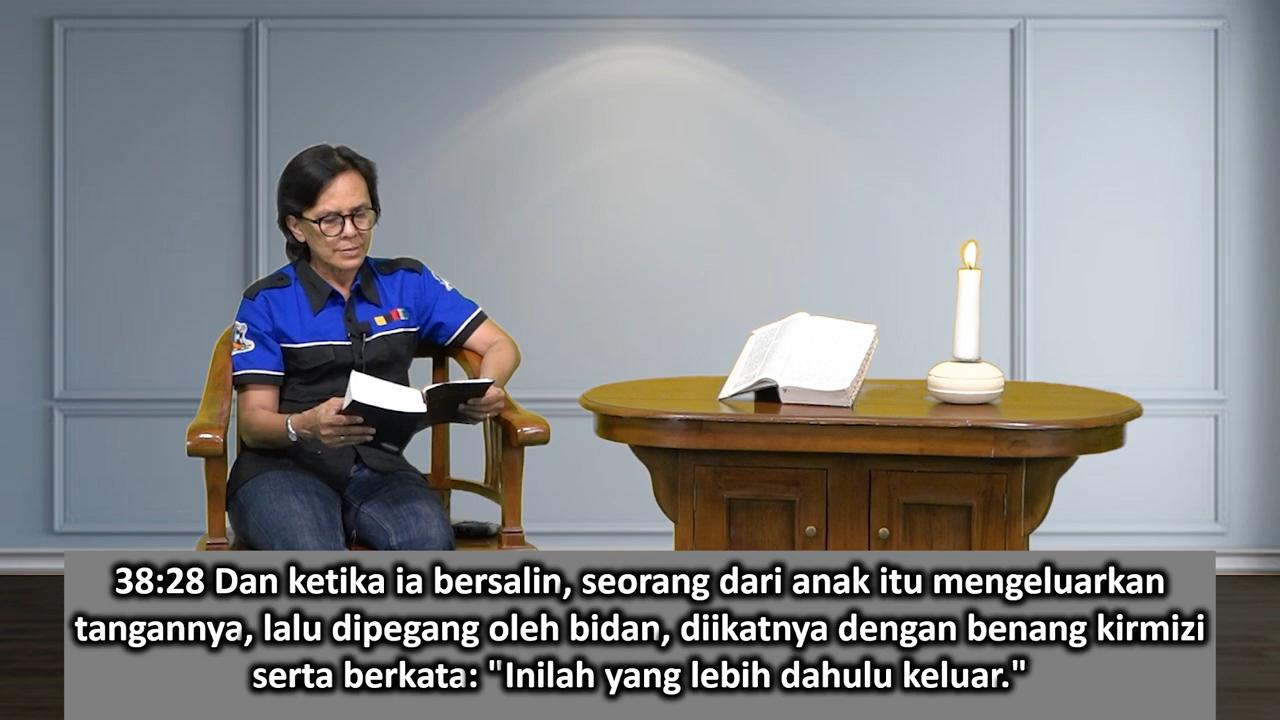 38:28 Dan ketika ia bersalin, seorang dari anak itu mengeluarkan
tangannya, lalu dipegang oleh bidan, diikatnya dengan benang kirmizi
serta berkata: "Inilah yang lebih dahulu keluar."